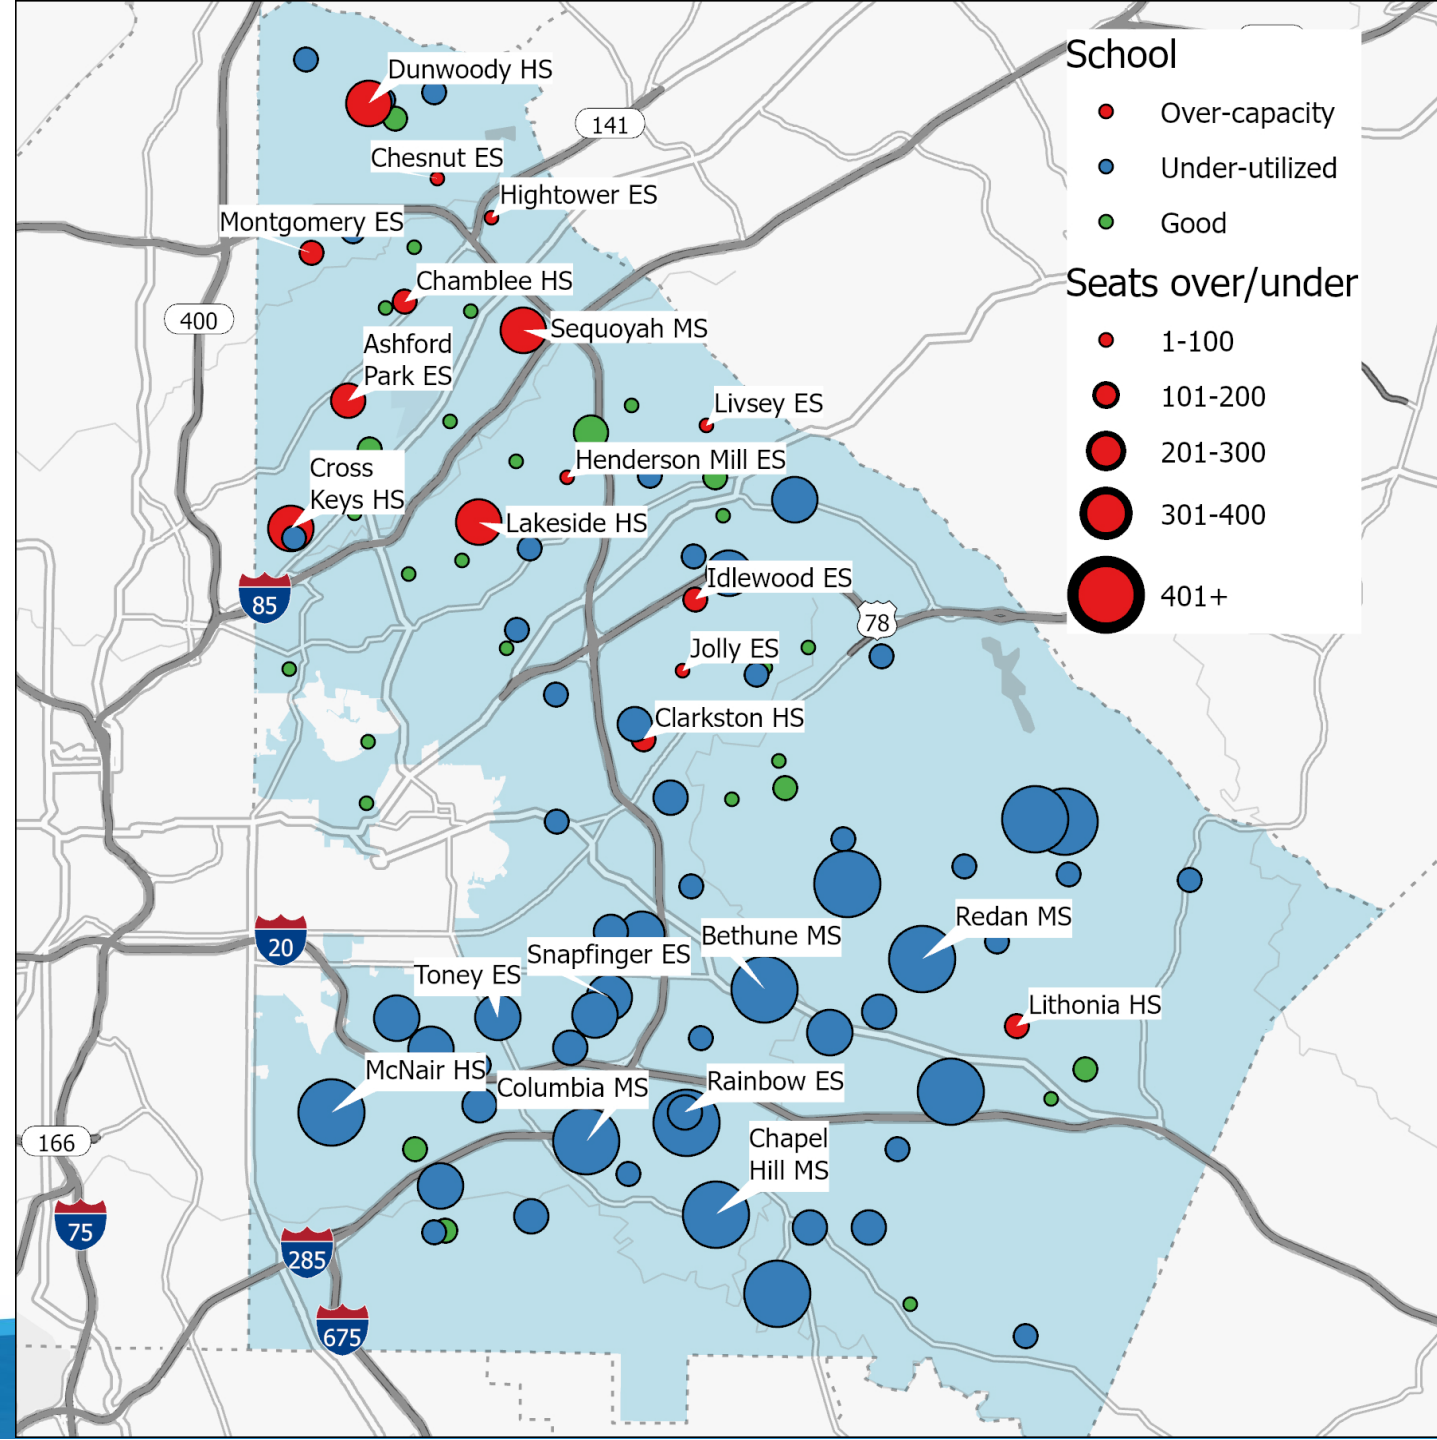 Dunwoody HS
141
Chesnut ES
Hightower ES
Montgomery ES
Chamblee HS
400
Sequoyah MS
Ashford
Park ES
Livsey ES
Henderson Mill ES
Cross
Keys HS
Lakeside HS
Idlewood ES
85
78
Jolly ES
Clarkston HS
Redan MS
Bethune MS
20
Snapfinger ES
Toney ES
Lithonia HS
McNair HS
Columbia MS
Rainbow ES
Chapel
Hill MS
166
75
285
675
School
Over-capacity
Under-utilized
Good
Seats over/under
1-100
101-200
201-300
301-400
401+